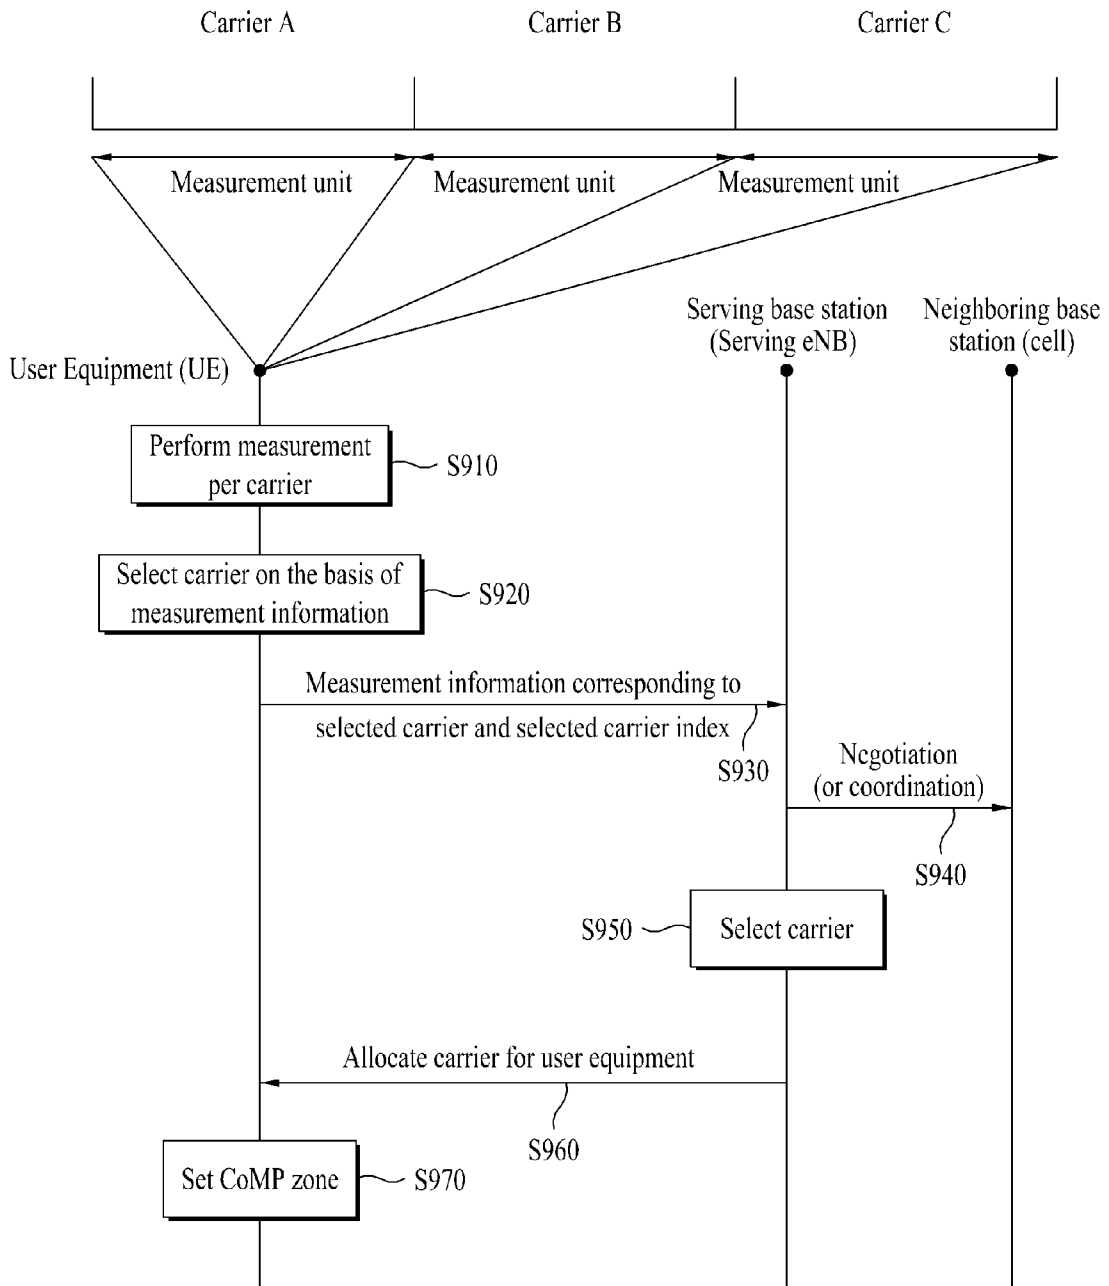 Carrier A
Carrier B
Carrier C
Measurement unit
Measurement unit
Measurement unit
Serving base station
(Serving eNB)
Neighboring base
station (cell)
User Equipment (UE)
Perform measurement
per carrier
S910
Select carrier on the basis of
measurement information
S920
Measurement information corresponding to
selected carrier and selected carrier index
S930
Negotiation
(or coordination)
S940
S950
Select carrier
Allocate carrier for user equipment
S960
Set CoMP zone
S970